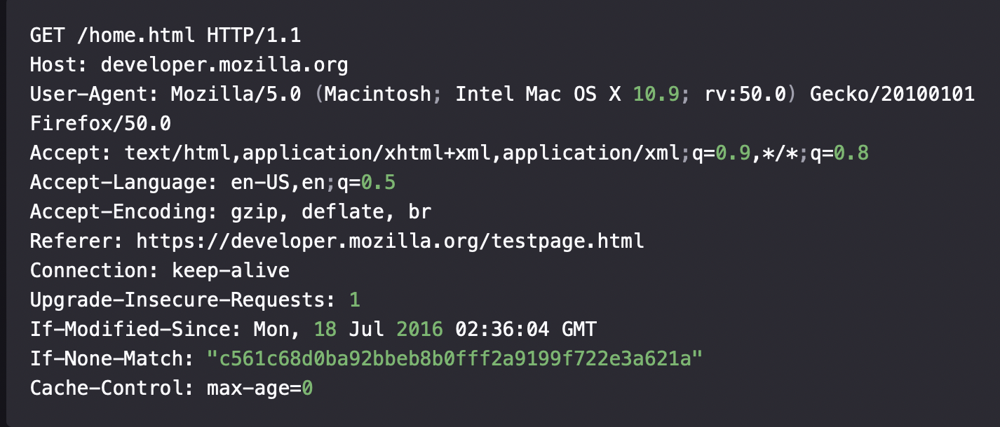 GET /home.html HTTP/1.1
Host: developer.mozilla.org
User-Agent: Mozilla/5.0 (Macintosh; Intel Mac OS X 10.9; rv:50.0) Gecko/20100101
Firefox/50.0
Accept: text/html,application/xhtml+xml,application/xml;q=0.9,*/*;q=0.8
Accept-Language: en-US,en;q=0.5
Accept-Encoding: gzip, deflate, br
Referer: https://developer.mozilla.org/testpage.html
Connection: keep-alive
Upgrade-Insecure-Requests: 1
If-Modified-Since: Mon, 18 Jul 2016 02:36:04 GMT
If-None-Match: "c561c68d0ba92bbeb8b0fff2a9199f722e3a621a"
Cache-Control: max-age=0